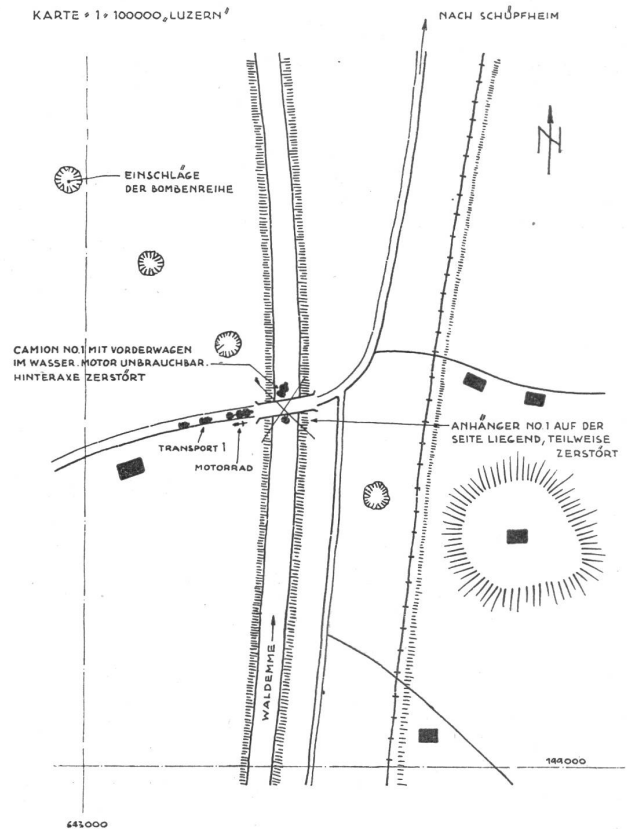 KARTE • 1 • 100000 „LUZERN"
NACH SCHÜPFHEIM
N
EINSCHLÄGE
DER BOMBENREIHE
CAMION NO.1 MIT VORDERWAGEN
IM WASSER. MOTOR UNBRAUCHBAR.
HINTERAXE ZERSTÖRT
TRANSPORT 1
MOTORRAD
ANHÄNGER NO.1 AUF DER
SEITE LIEGEND, TEILWEISE
ZERSTÖRT
WALDEMME
199000
643000